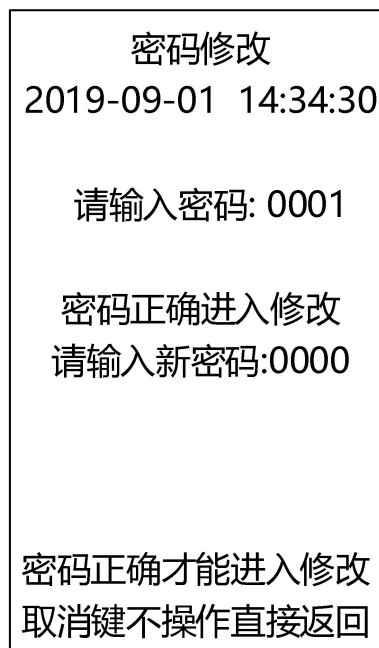 密码修改
2019-09-01 14:34:30
请输入密码: 0001
密码正确进入修改
请输入新密码:0000
密码正确才能进入修改
取消键不操作直接返回